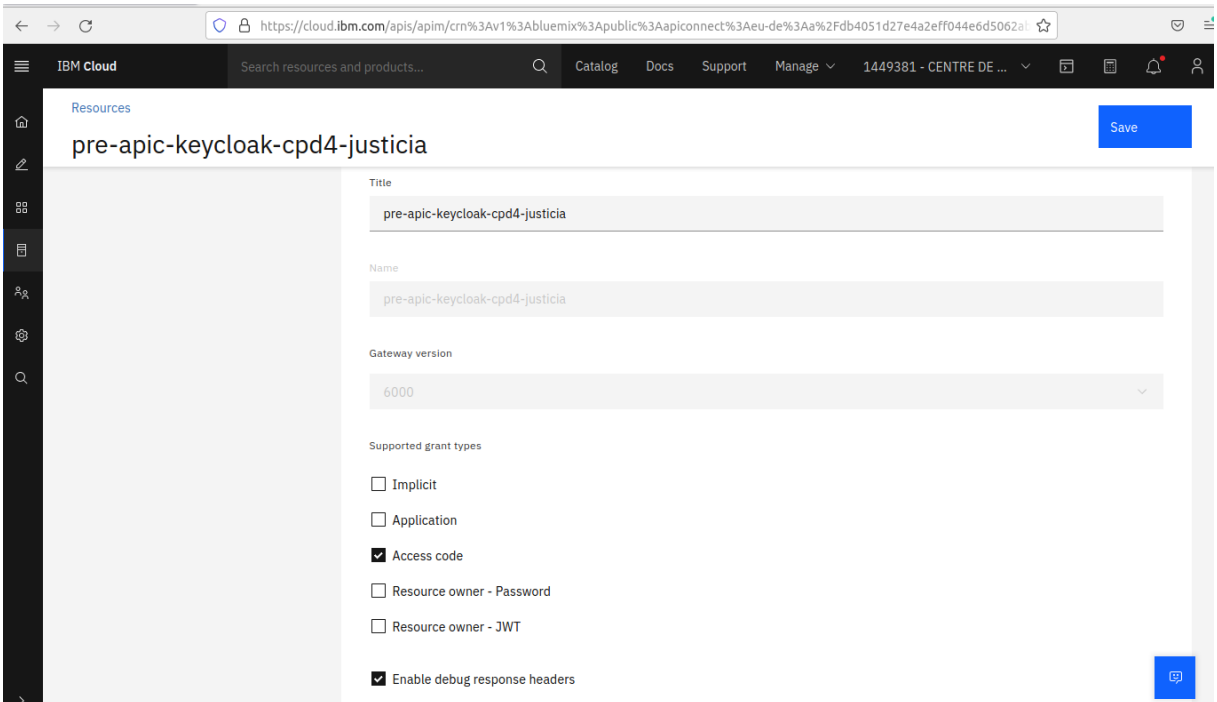 https://cloud.ibm.com/apis/apim/crn%3Av1%3Abluemix%3Apublic%3Aapiconnect%3Aeu-de%3Aa%2Fdb4051d27e4a2eff044e6d5062ab
IBM Cloud Search resources and products... Catalog Docs Support Manage 1449381 - CENTRE DE ...
Resources
pre-apic-keycloak-cpd4-justicia
Save
Title
pre-apic-keycloak-cpd4-justicia
Name
pre-apic-keycloak-cpd4-justicia
Gateway version
6000
Supported grant types
Implicit
Application
Access code
Resource owner - Password
Resource owner - JWT
Enable debug response headers